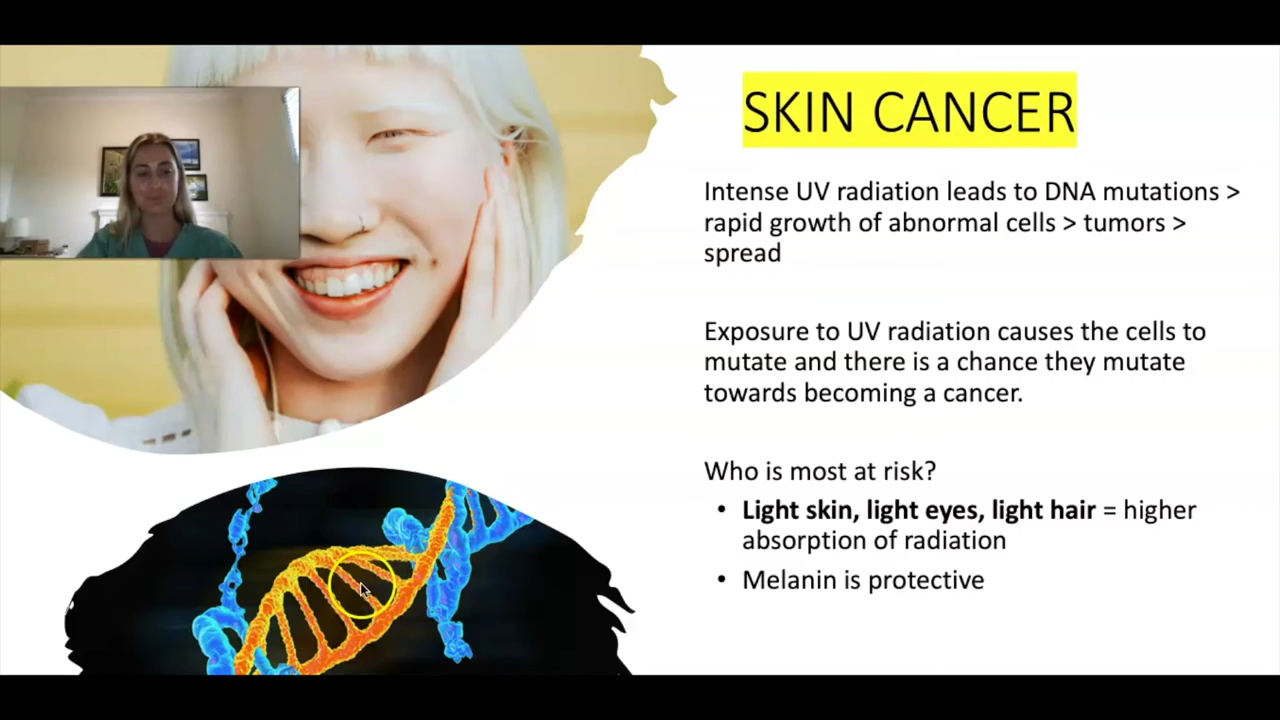 SKIN CANCER
Intense UV radiation leads to DNA mutations >
rapid growth of abnormal cells > tumors >
spread
Exposure to UV radiation causes the cells to
mutate and there is a chance they mutate
towards becoming a cancer.
Who is most at risk?
• Light skin, light eyes, light hair = higher
absorption of radiation
• Melanin is protective